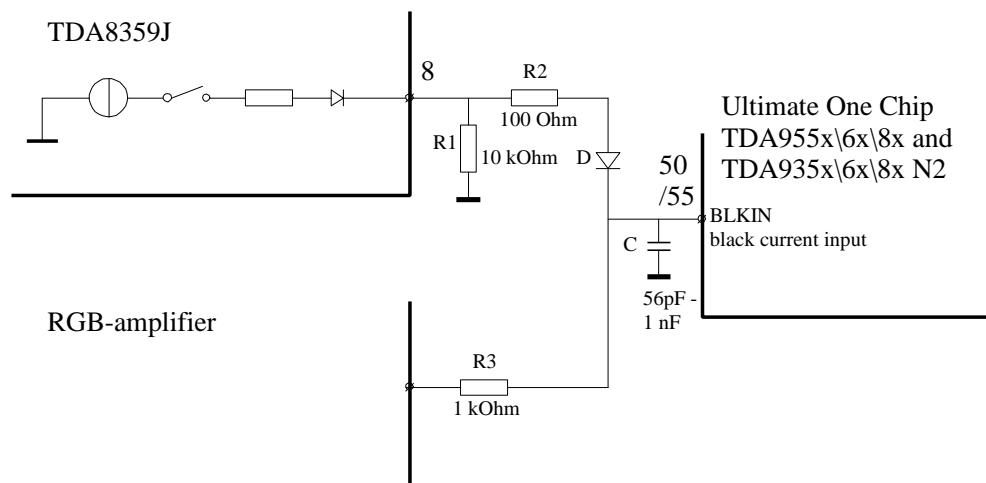 TDA8359J
8
R2
100 Ohm
R1
10 kOhm
D
Ultimate One Chip
TDA955x\6x\8x and
TDA935x\6x\8x N2
50
/55
BLKIN
black current input
C
56pF -
1 nF
RGB-amplifier
R3
1 kOhm